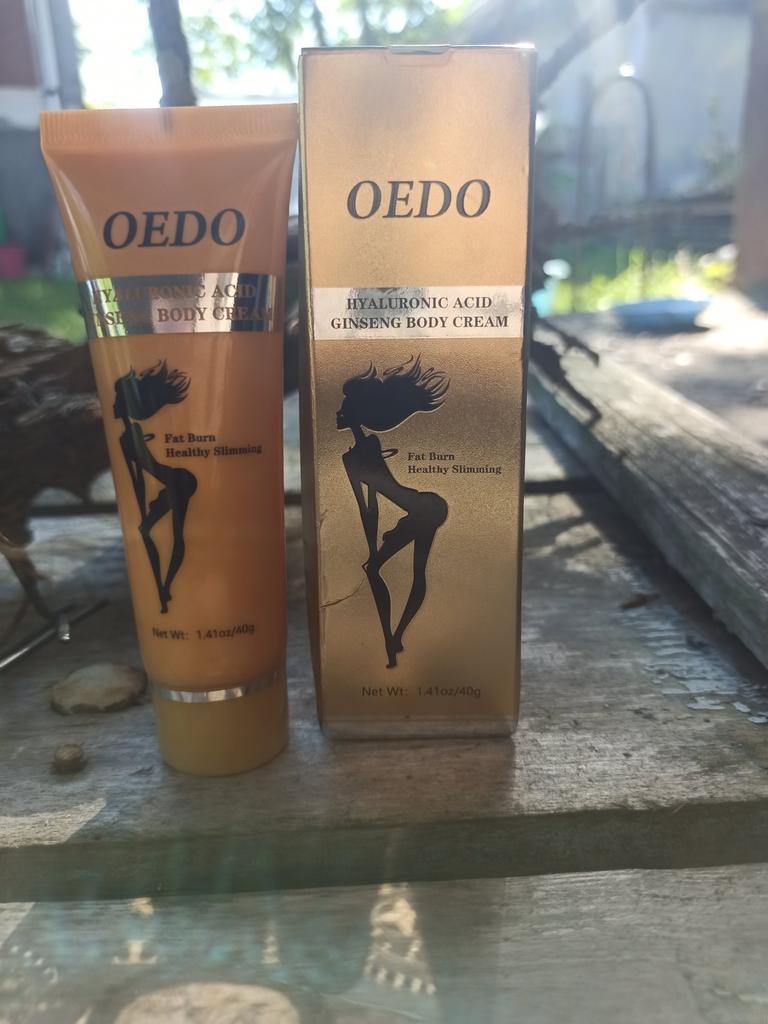 OEDO
HYALURONIC ACID
GINSENG BODY CREAM
Fat Burn
Healthy Slimming
Net Wt: 1.41oz/40g
OEDO
HYALURONIC ACID
GINSENG BODY CREAM
Fat Burn
Healthy Slimming
Net Wt: 1.41oz/40g